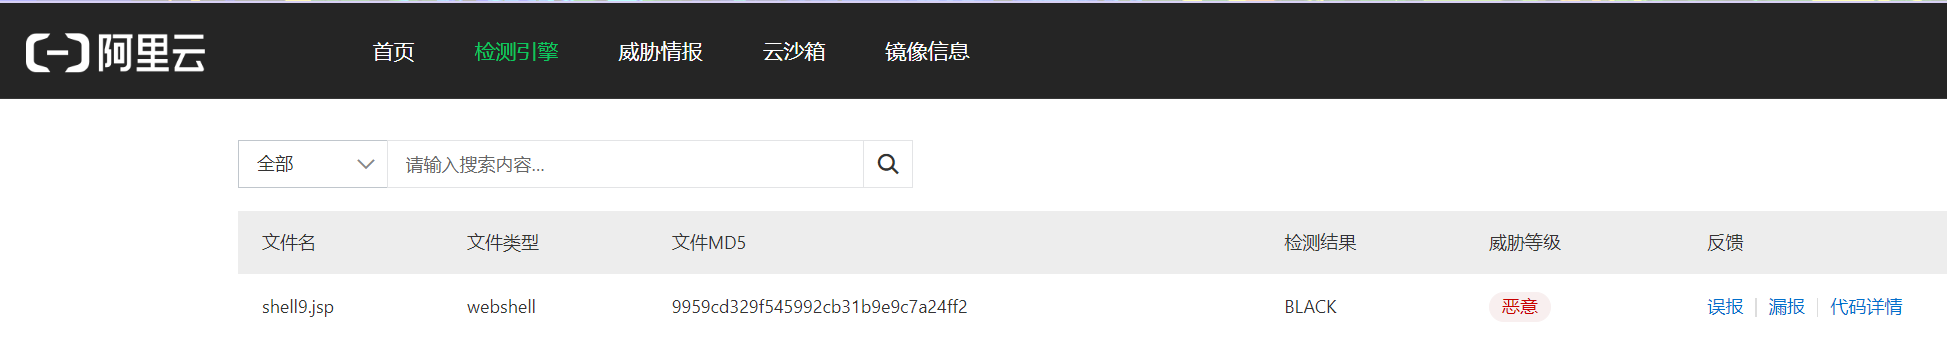 阿里云 首页 检测引擎 威胁情报 云沙箱 镜像信息
全部 请输入搜索内容...
文件名 文件类型 文件MD5 检测结果 威胁等级 反馈
shell9.jsp webshell 9959cd329f545992cb31b9e9c7a24ff2 BLACK 恶意 误报 漏报 代码详情